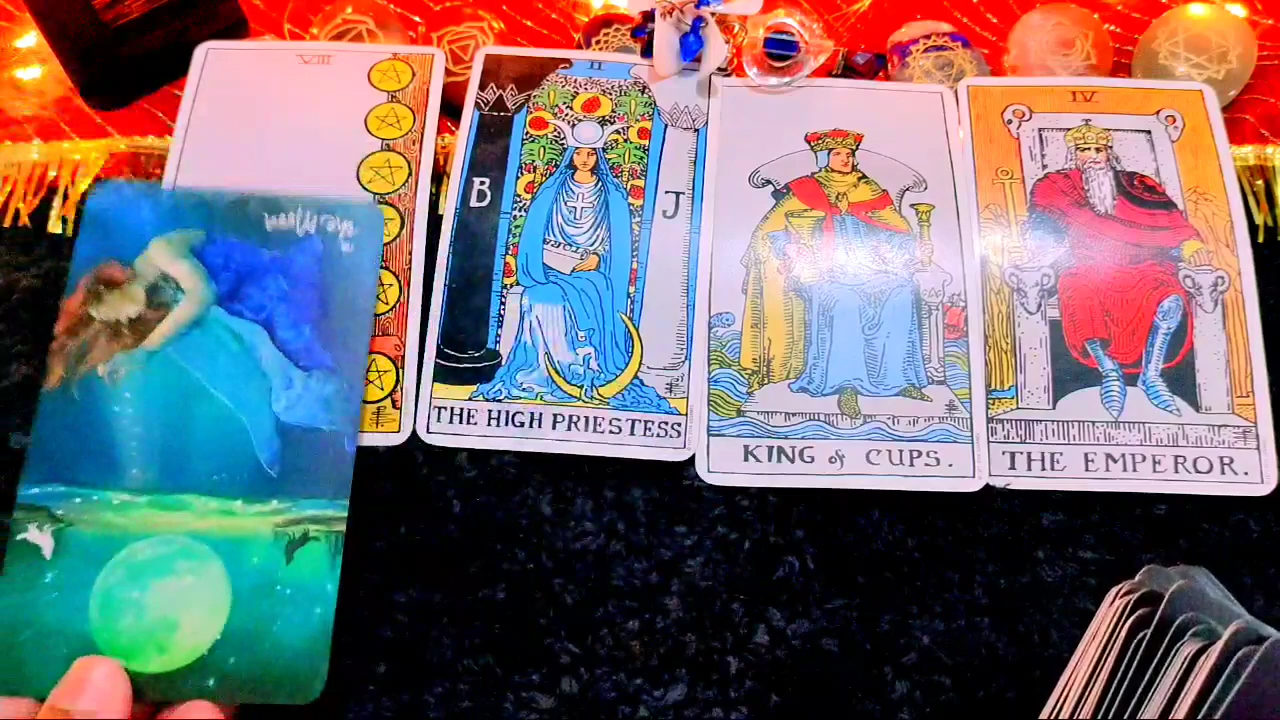 VIII
II
B
J
THE HIGH PRIESTESS
KING of CUPS.
IV
THE EMPEROR.